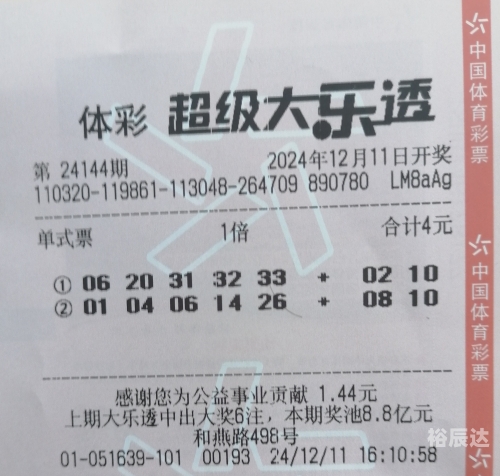 体彩 超级大乐透
第 24144期 2024年12月11日开奖
110320-119861-113048-264709 890780 LM8aAg
单式票 1倍 合计4元
① 06 20 31 32 33 * 02 10
② 01 04 06 14 26 * 08 10
感谢您为公益事业贡献 1.44元
上期大乐透中出大奖6注，本期奖池8.8亿元
和燕路498号
01-051639-101 00193 24/12/11 16:10:58
中国体育彩票
中国体育彩票
裕辰达